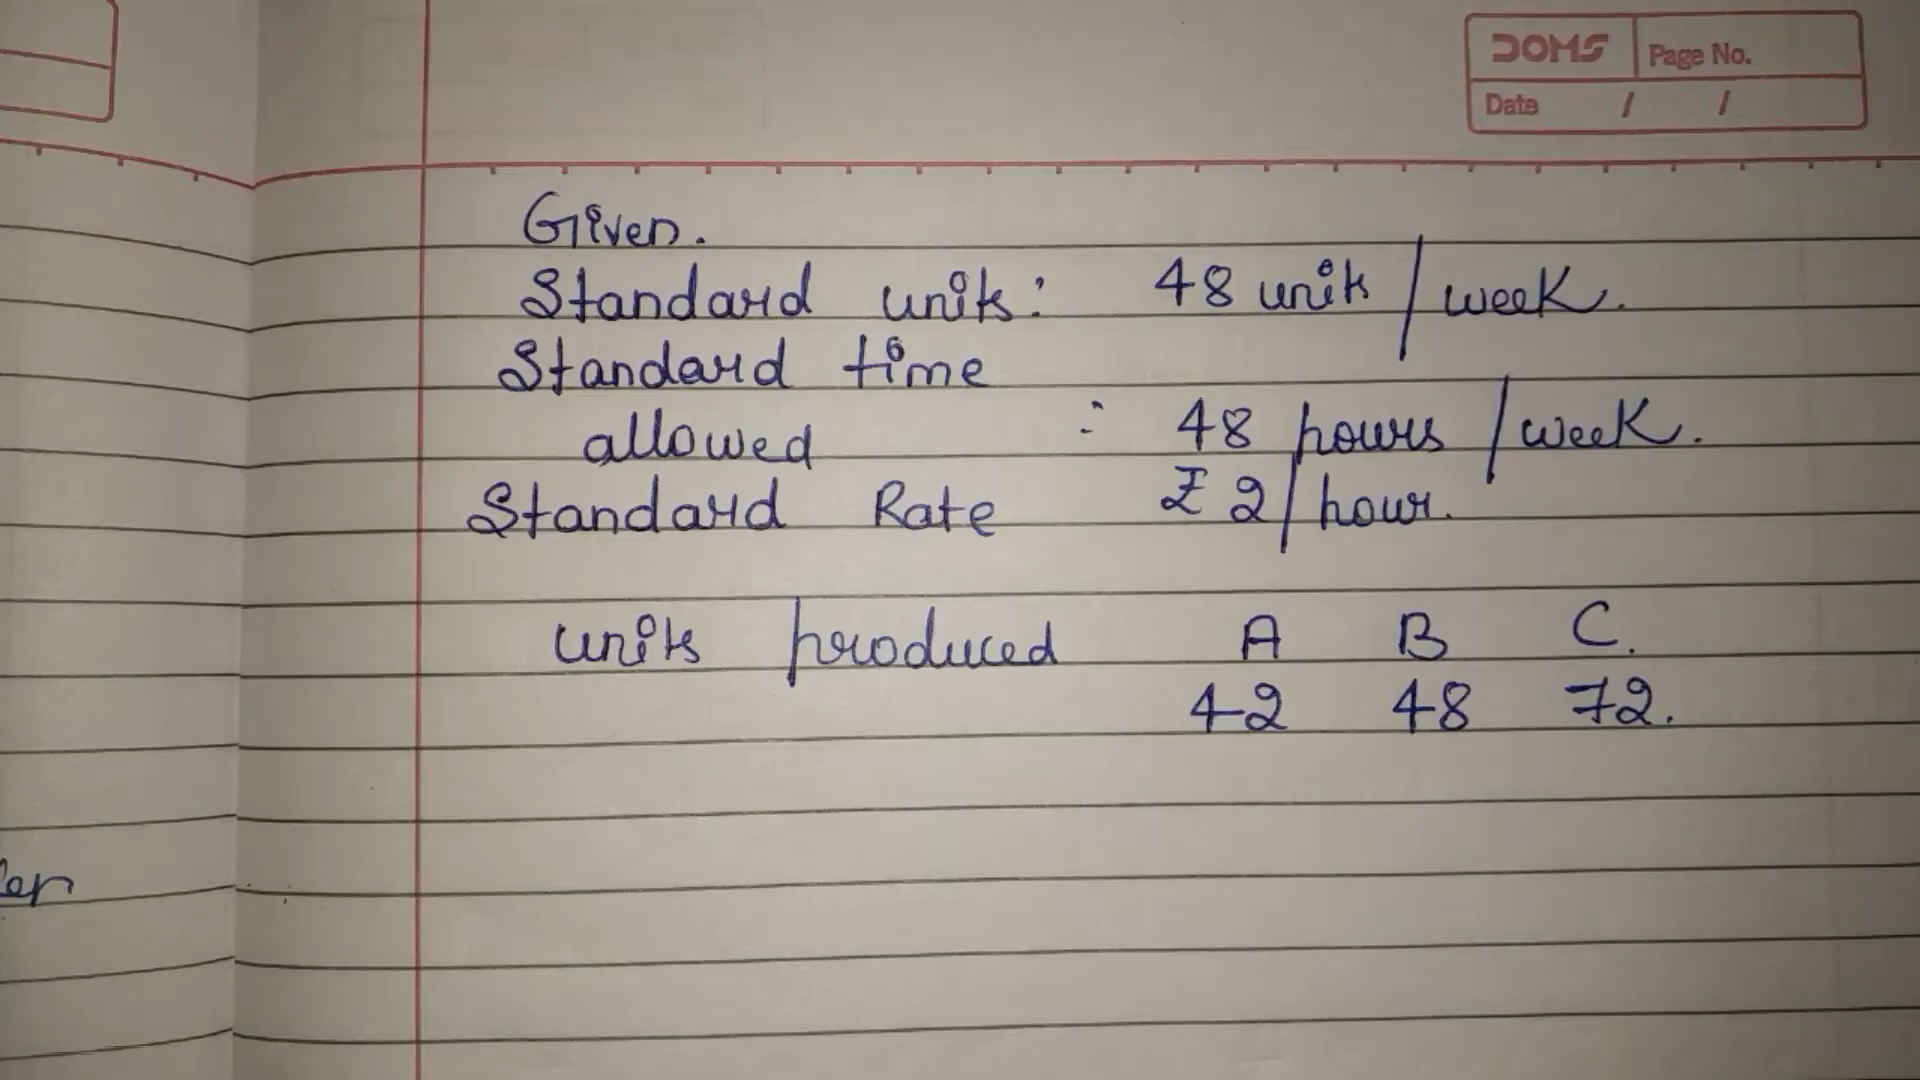 DOMS Page No.
Date / /
Given.
Standard units: 48 units / week.
Standard time
allowed : 48 hours / week.
Standard Rate ₹ 2/hour.
units produced A B C.
42 48 72.